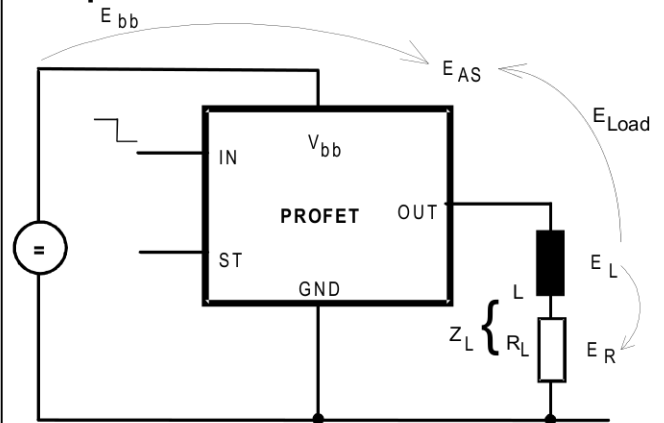 E bb
E AS
E Load
V bb
IN
PROFET
OUT
=
ST
E L
GND
L
Z L { R L
E R